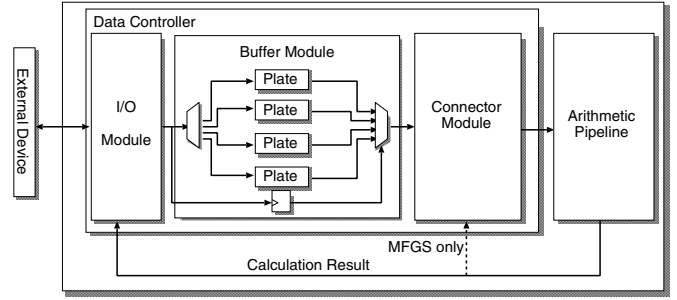 Data Controller
External Device
I/O
Module
Buffer Module
Plate
Plate
Plate
Plate
Connector
Module
Arithmetic
Pipeline
MFGS only
Calculation Result